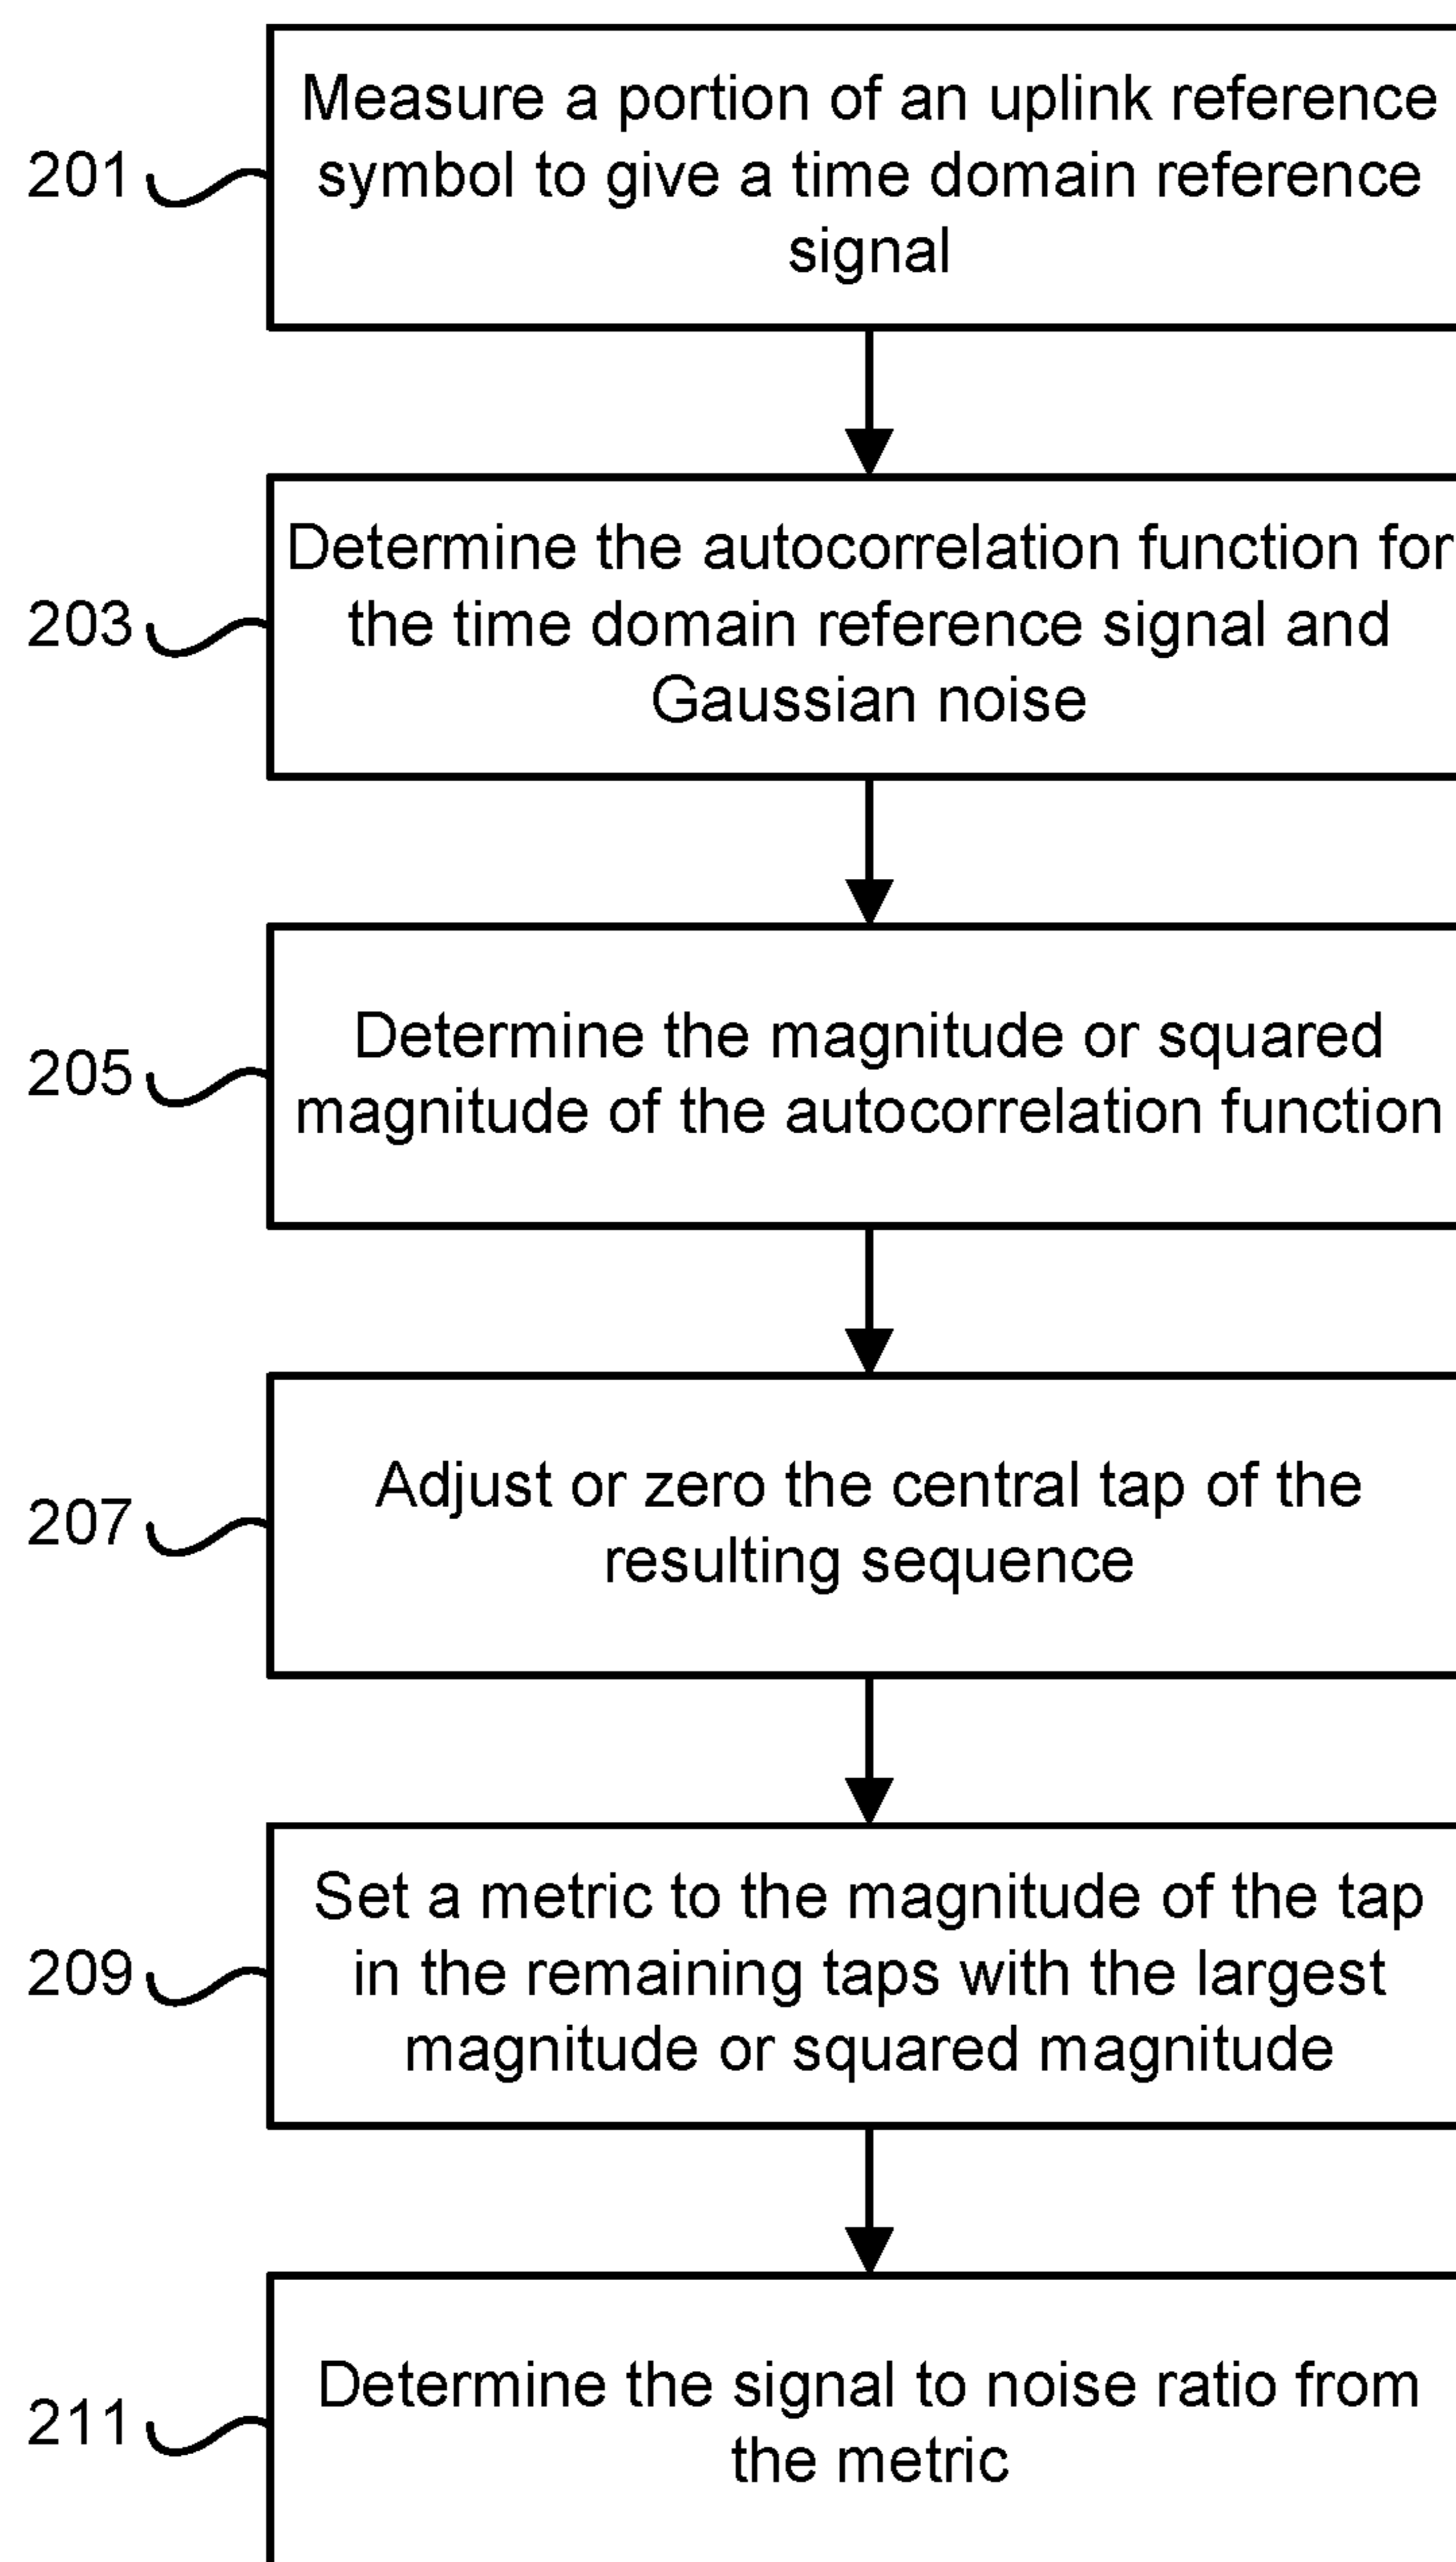 Measure a portion of an uplink reference
201
symbol to give a time domain reference
signal
Determine the autocorrelation function for
203
the time domain reference signal and
Gaussian noise
Determine the magnitude or squared
205
magnitude of the autocorrelation function
Adjust or zero the central tap of the
207
resulting sequence
Set a metric to the magnitude of the tap
209
in the remaining taps with the largest
magnitude or squared magnitude
Determine the signal to noise ratio from
211
the metric